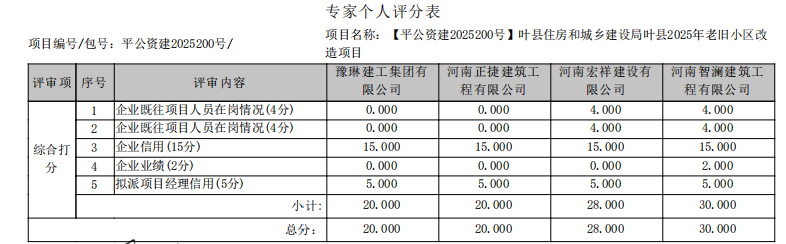 专家个人评分表
项目编号/包号: 平公资建2025200号/
项目名称: 【平公资建2025200号】叶县住房和城乡建设局叶县2025年老旧小区改
造项目
评审项 序号 评审内容 豫琳建工集团有限公司 河南正捷建筑工程有限公司 河南宏祥建设有限公司 河南智澜建筑工程有限公司
综合打分
1 企业既往项目人员在岗情况(4分) 0.000 0.000 4.000 4.000
2 企业既往项目人员在岗情况(4分) 0.000 0.000 4.000 4.000
3 企业信用(15分) 15.000 15.000 15.000 15.000
4 企业业绩(2分) 0.000 0.000 0.000 2.000
5 拟派项目经理信用(5分) 5.000 5.000 5.000 5.000
小计: 20.000 20.000 28.000 30.000
总分: 20.000 20.000 28.000 30.000